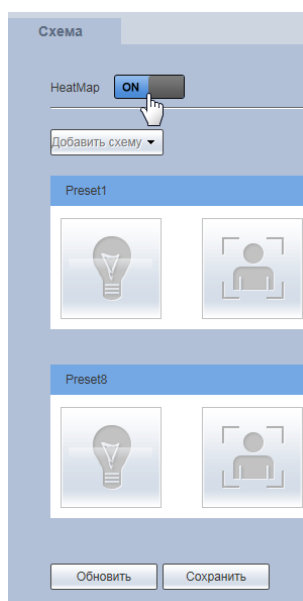 Схема
HeatMap ON
Добавить схему
Preset1
Preset8
Обновить Сохранить